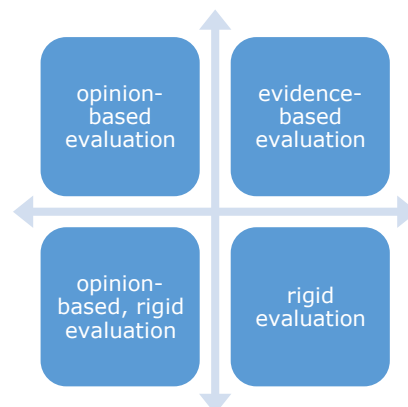 opinion-
based
evaluation
evidence-
based
evaluation
opinion-
based, rigid
evaluation
rigid
evaluation